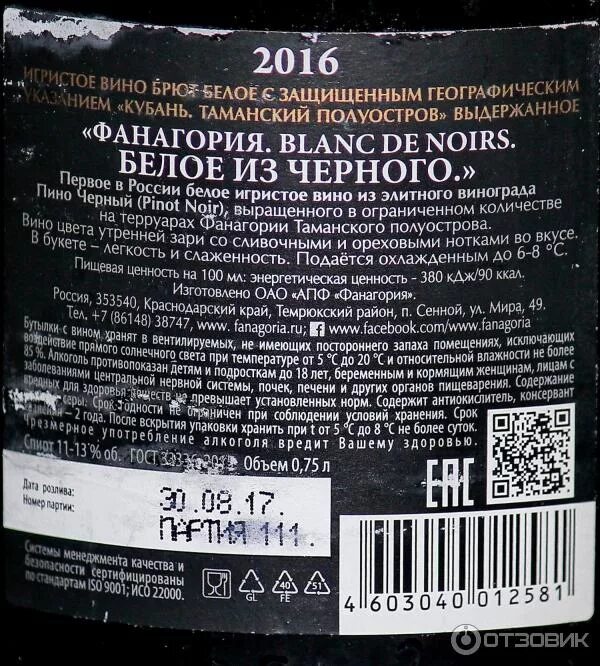 2016
ИГРИСТОЕ ВИНО БРЮТ БЕЛОЕ С ЗАЩИЩЕННЫМ ГЕОГРАФИЧЕСКИМ
УКАЗАНИЕМ «КУБАНЬ. ТАМАНСКИЙ ПОЛУОСТРОВ» ВЫДЕРЖАННОЕ
«ФАНАГОРИЯ. BLANC DE NOIRS.
БЕЛОЕ ИЗ ЧЕРНОГО.»
Первое в России белое игристое вино из элитного винограда
Пино Черный (Pinot Noir), выращенного в ограниченном количестве
на терруарах Фанагории Таманского полуострова.
Вино цвета утренней зари со сливочными и ореховыми нотками во вкусе.
В букете – легкость и слаженность. Подаётся охлажденным до 6-8 °С.
Пищевая ценность на 100 мл: энергетическая ценность - 380 кДж/90 ккал.
Изготовлено ОАО «АПФ «Фанагория».
Россия, 353540, Краснодарский край, Темрюкский район, п. Сенной, ул. Мира, 49.
Тел. +7 (86148) 38747, www. fanagoria.ru; f www.facebook.com/fanagoria
Бутылки с вином хранят в вентилируемых, не имеющих постороннего запаха помещениях, исключающих
воздействие прямого солнечного света при температуре от 5 °С до 20 °С и относительной влажности не более
85 %. Алкоголь противопоказан детям и подросткам до 18 лет, беременным и кормящим женщинам, лицам с
заболеваниями центральной нервной системы, почек, печени и других органов пищеварения. Содержание
вредных для здоровья веществ не превышает установленных норм. Содержит антиокислитель, консервант
серы. Срок годности не ограничен при соблюдении условий хранения. Срок
– 2 года. После вскрытия упаковки хранить при t от 5 °С до 8 °С не более суток.
Чрезмерное употребление алкоголя вредит Вашему здоровью.
Спирт 11-13 % об. ГОСТ Объем 0,75 л
EAC
Дата розлива: 30.08.17.
Номер партии: ПАРТИЯ 111.
Системы менеджмента качества и
безопасности сертифицированы
по стандартам ISO 9001; ИСО 22000.
70 GL
40 FE
/51
4 603040 012581
ОТЗОВИК